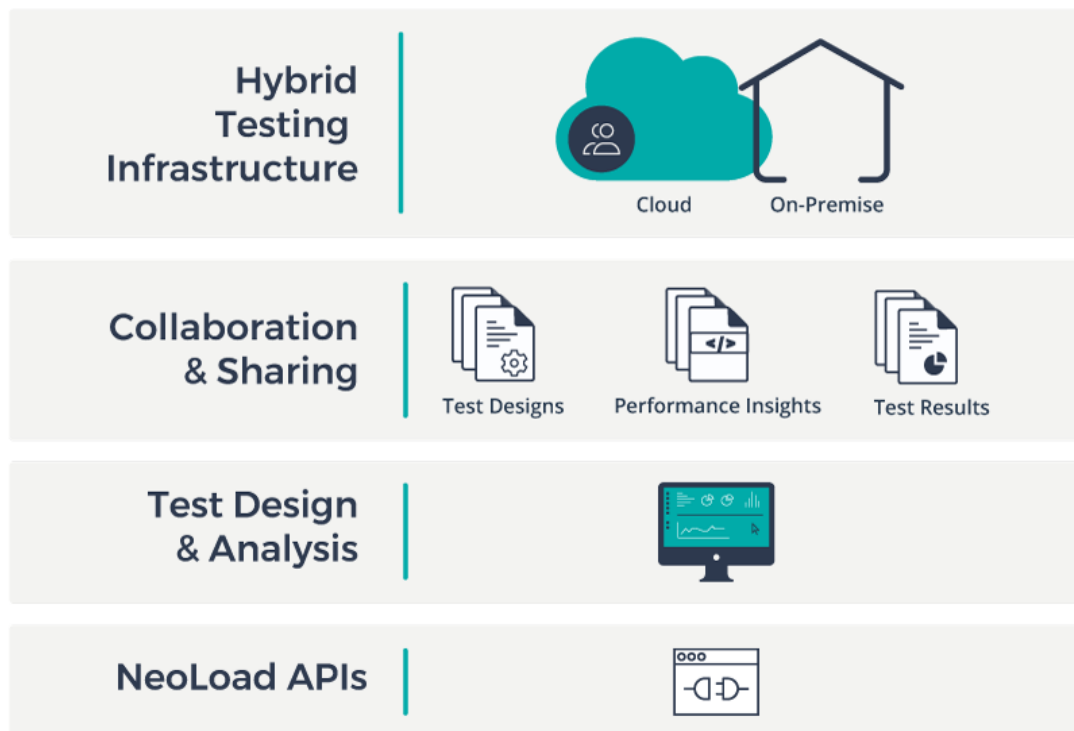 Hybrid
Testing
Infrastructure
Cloud
On-Premise
Collaboration
& Sharing
</>
Test Designs
Performance Insights
Test Results
Test Design
& Analysis
NeoLoad APIs